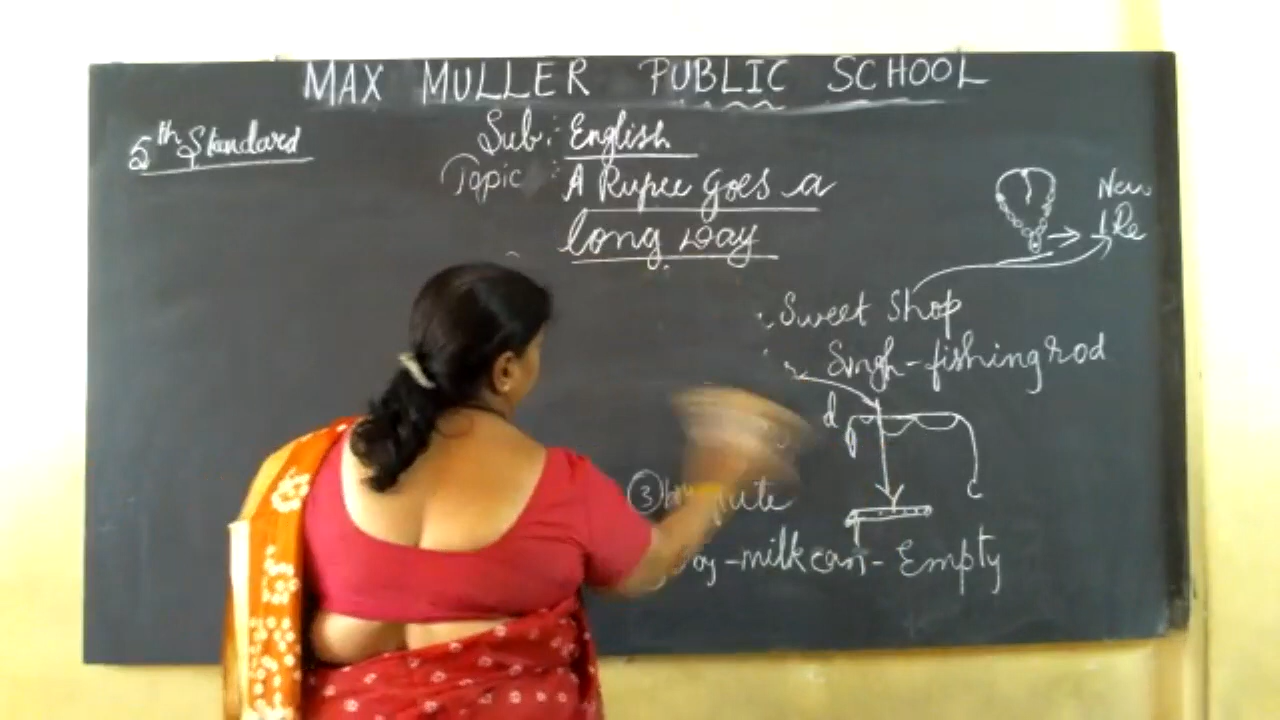 MAX MULLER PUBLIC SCHOOL
5th Standard
Sub: English
Topic: A Rupee Goes a
long Way
New
1 Re
Sweet Shop
Singh - fishing rod
③
- milk can - Empty